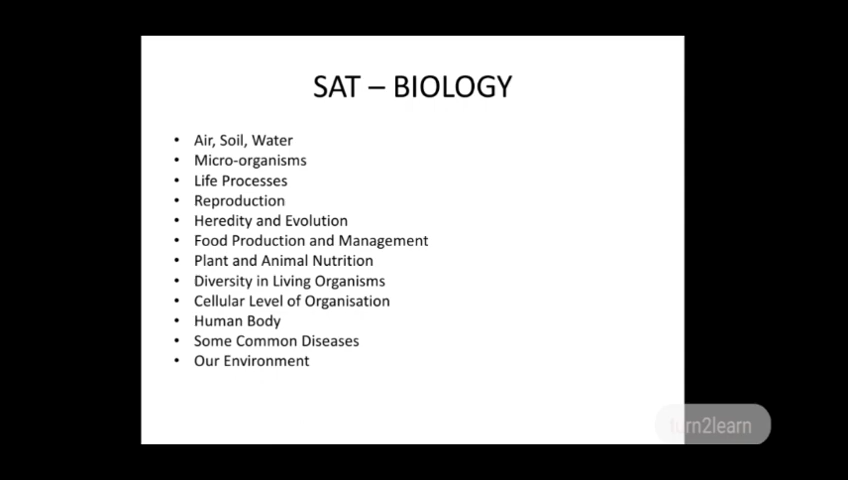 SAT – BIOLOGY
• Air, Soil, Water
• Micro-organisms
• Life Processes
• Reproduction
• Heredity and Evolution
• Food Production and Management
• Plant and Animal Nutrition
• Diversity in Living Organisms
• Cellular Level of Organisation
• Human Body
• Some Common Diseases
• Our Environment
turn2learn